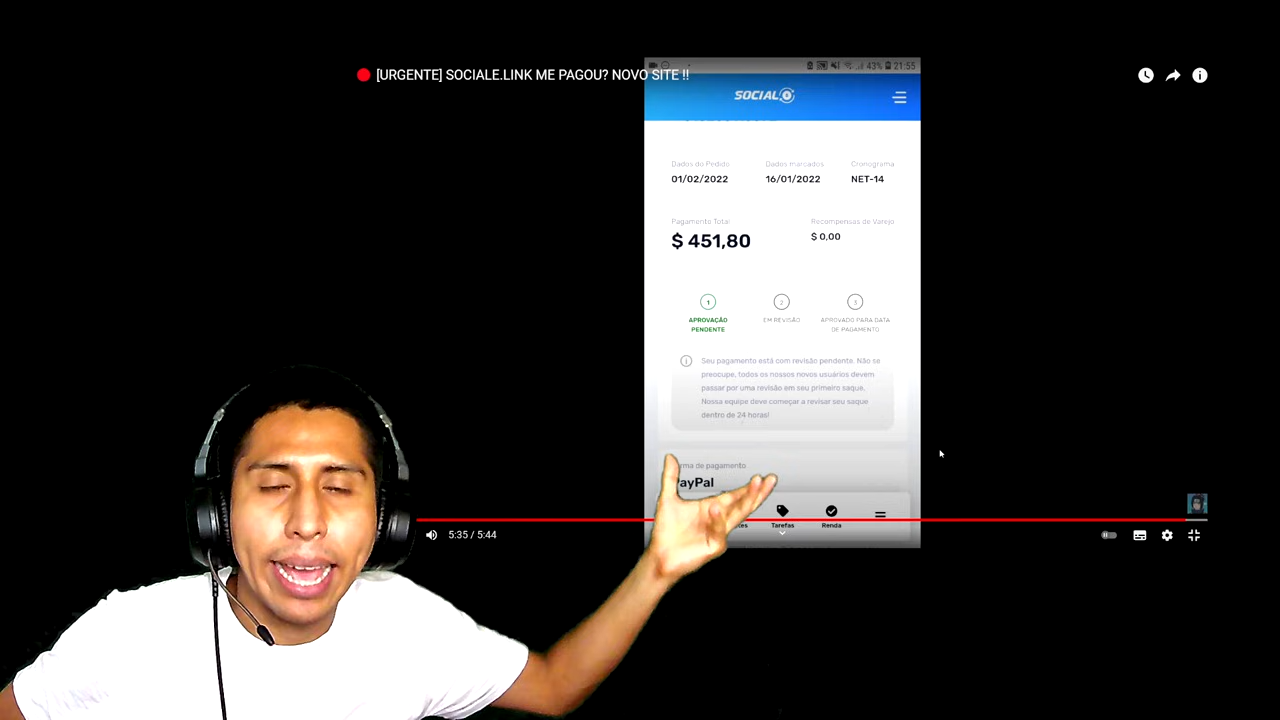 [URGENTE] SOCIALE.LINK ME PAGOU? NOVO SITE !!
43% 21:55
SOCIAL
Dados do Pedido
01/02/2022
Dados marcados
16/01/2022
Cronograma
NET-14
Pagamento Total
$ 451,80
Recompensas de Varejo
$ 0,00
1
APROVAÇÃO
PENDENTE
2
EM REVISÃO
3
APROVADO PARA DATA
DE PAGAMENTO
Seu pagamento está com revisão pendente. Não se
preocupe, todos os nossos novos usuários devem
passar por uma revisão em seu primeiro saque.
Nossa equipe deve começar a revisar seu saque
dentro de 24 horas!
rma de pagamento
PayPal
Tarefas
Renda
5:35 / 5:44